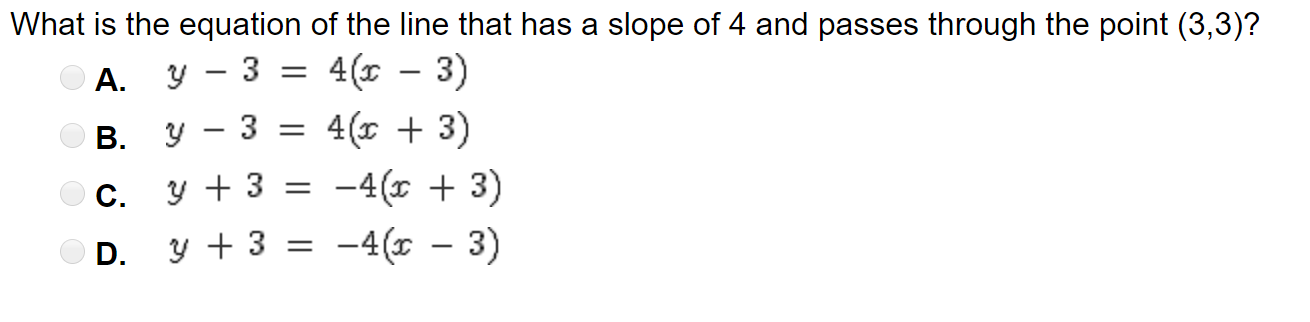 What is the equation of the line that has a slope of 4 and passes through the point (3,3)?
A. y − 3 = 4(x − 3)
B. y − 3 = 4(x + 3)
C. y + 3 = −4(x + 3)
D. y + 3 = −4(x − 3)